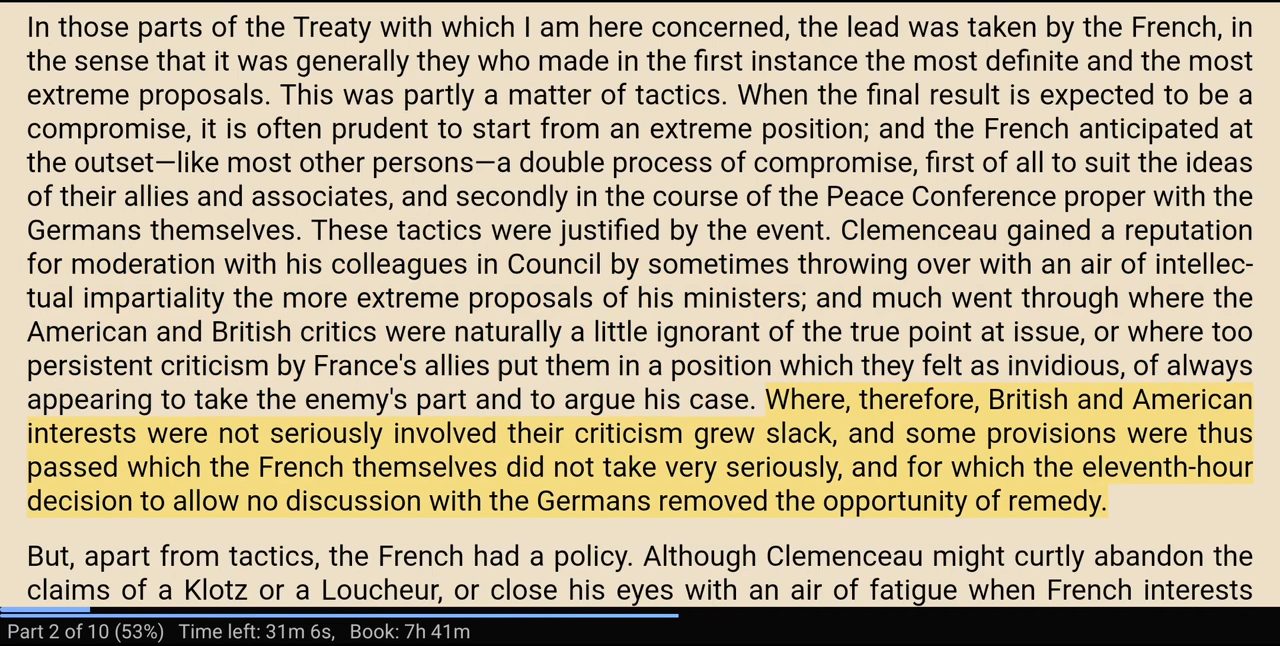 In those parts of the Treaty with which I am here concerned, the lead was taken by the French, in
the sense that it was generally they who made in the first instance the most definite and the most
extreme proposals. This was partly a matter of tactics. When the final result is expected to be a
compromise, it is often prudent to start from an extreme position; and the French anticipated at
the outset—like most other persons—a double process of compromise, first of all to suit the ideas
of their allies and associates, and secondly in the course of the Peace Conference proper with the
Germans themselves. These tactics were justified by the event. Clemenceau gained a reputation
for moderation with his colleagues in Council by sometimes throwing over with an air of intellec-
tual impartiality the more extreme proposals of his ministers; and much went through where the
American and British critics were naturally a little ignorant of the true point at issue, or where too
persistent criticism by France's allies put them in a position which they felt as invidious, of always
appearing to take the enemy's part and to argue his case. Where, therefore, British and American
interests were not seriously involved their criticism grew slack, and some provisions were thus
passed which the French themselves did not take very seriously, and for which the eleventh-hour
decision to allow no discussion with the Germans removed the opportunity of remedy.
But, apart from tactics, the French had a policy. Although Clemenceau might curtly abandon the
claims of a Klotz or a Loucheur, or close his eyes with an air of fatigue when French interests
Part 2 of 10 (53%) Time left: 31m 6s, Book: 7h 41m